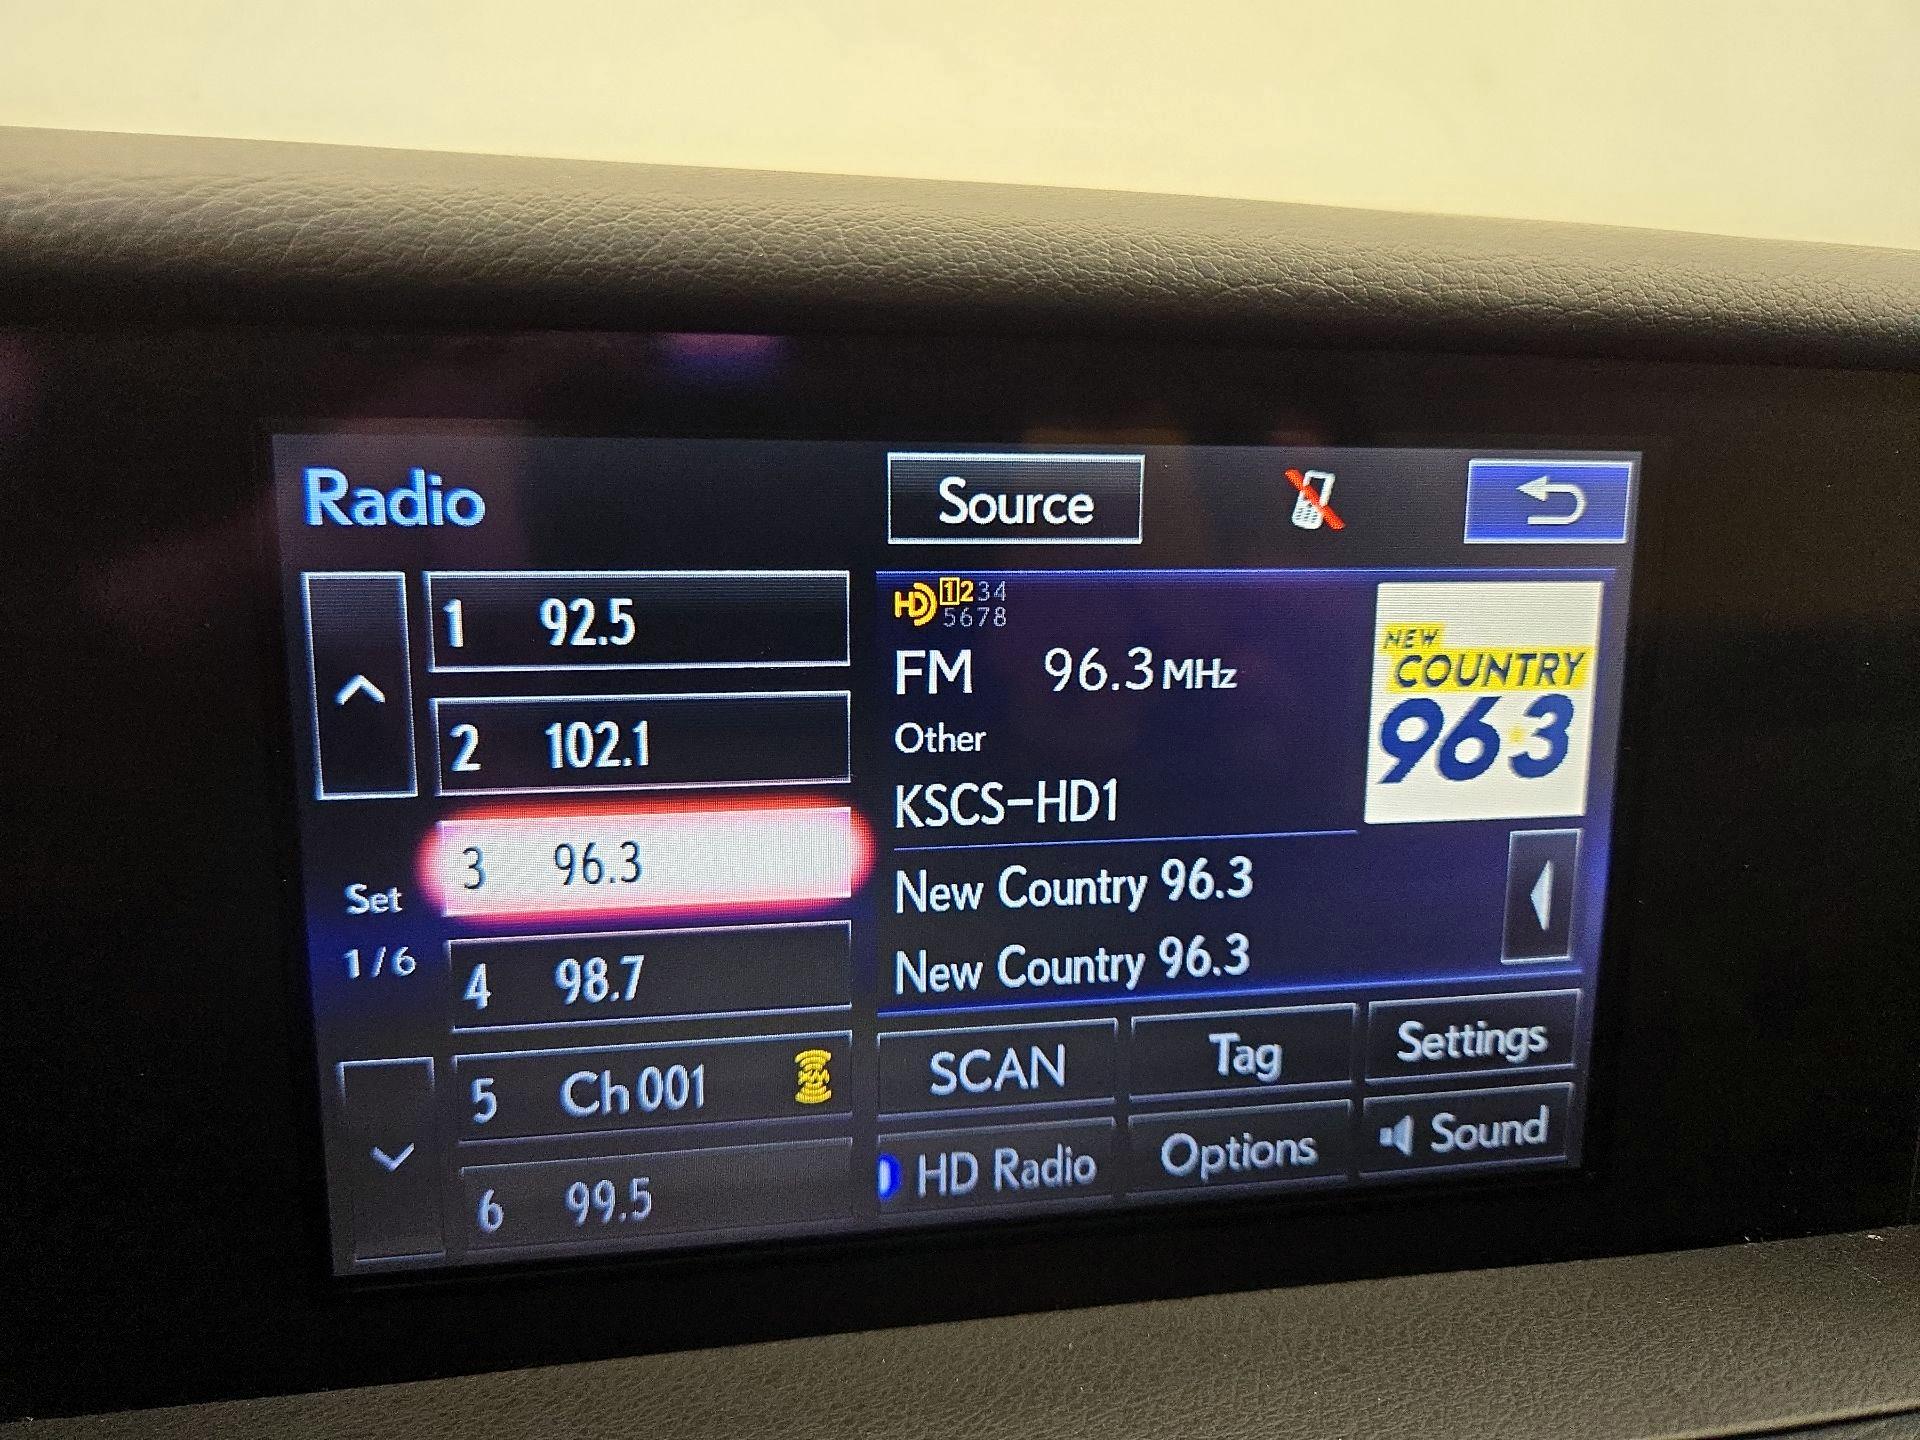 Radio
Source
1 92.5
2 102.1
3 96.3
4 98.7
5 Ch 001
XM
6 99.5
Set
1/6
HD 1234
5678
FM 96.3 MHz
Other
KSCS-HD1
New Country 96.3
New Country 96.3
NEW
COUNTRY
96.3
SCAN
Tag
Settings
HD Radio
Options
Sound